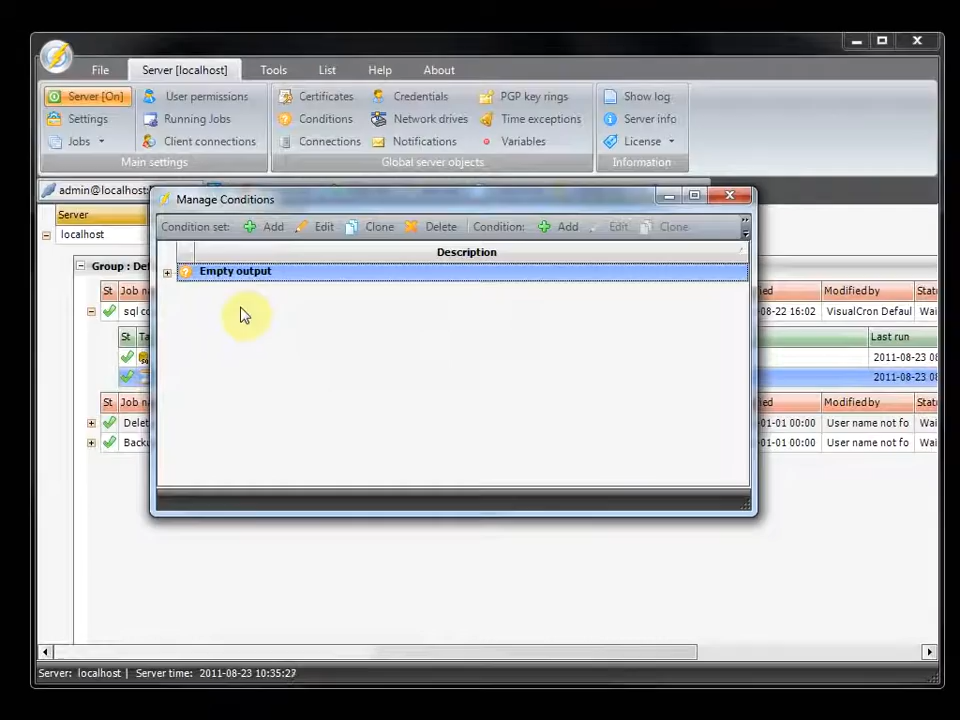 File Server [localhost] Tools List Help About
Server [On] User permissions Certificates Credentials PGP key rings Show log
Settings Running Jobs Conditions Network drives Time exceptions Server info
Jobs Client connections Connections Notifications Variables License
Main settings Global server objects Information
admin@localhost:
Manage Conditions
Server
Condition set: Add Edit Clone Delete Condition: Add Edit Clone
localhost
Description
Group : De
Empty output
St Job na ied Modified by Statu
sql co -08-22 16:02 VisualCron Defaul Wai
St Ta Last run
2011-08-23 08
2011-08-23 08
St Job na ied Modified by Statu
Delet -01-01 00:00 User name not fo Wai
Back -01-01 00:00 User name not fo Wai
Server: localhost | Server time: 2011-08-23 10:35:27